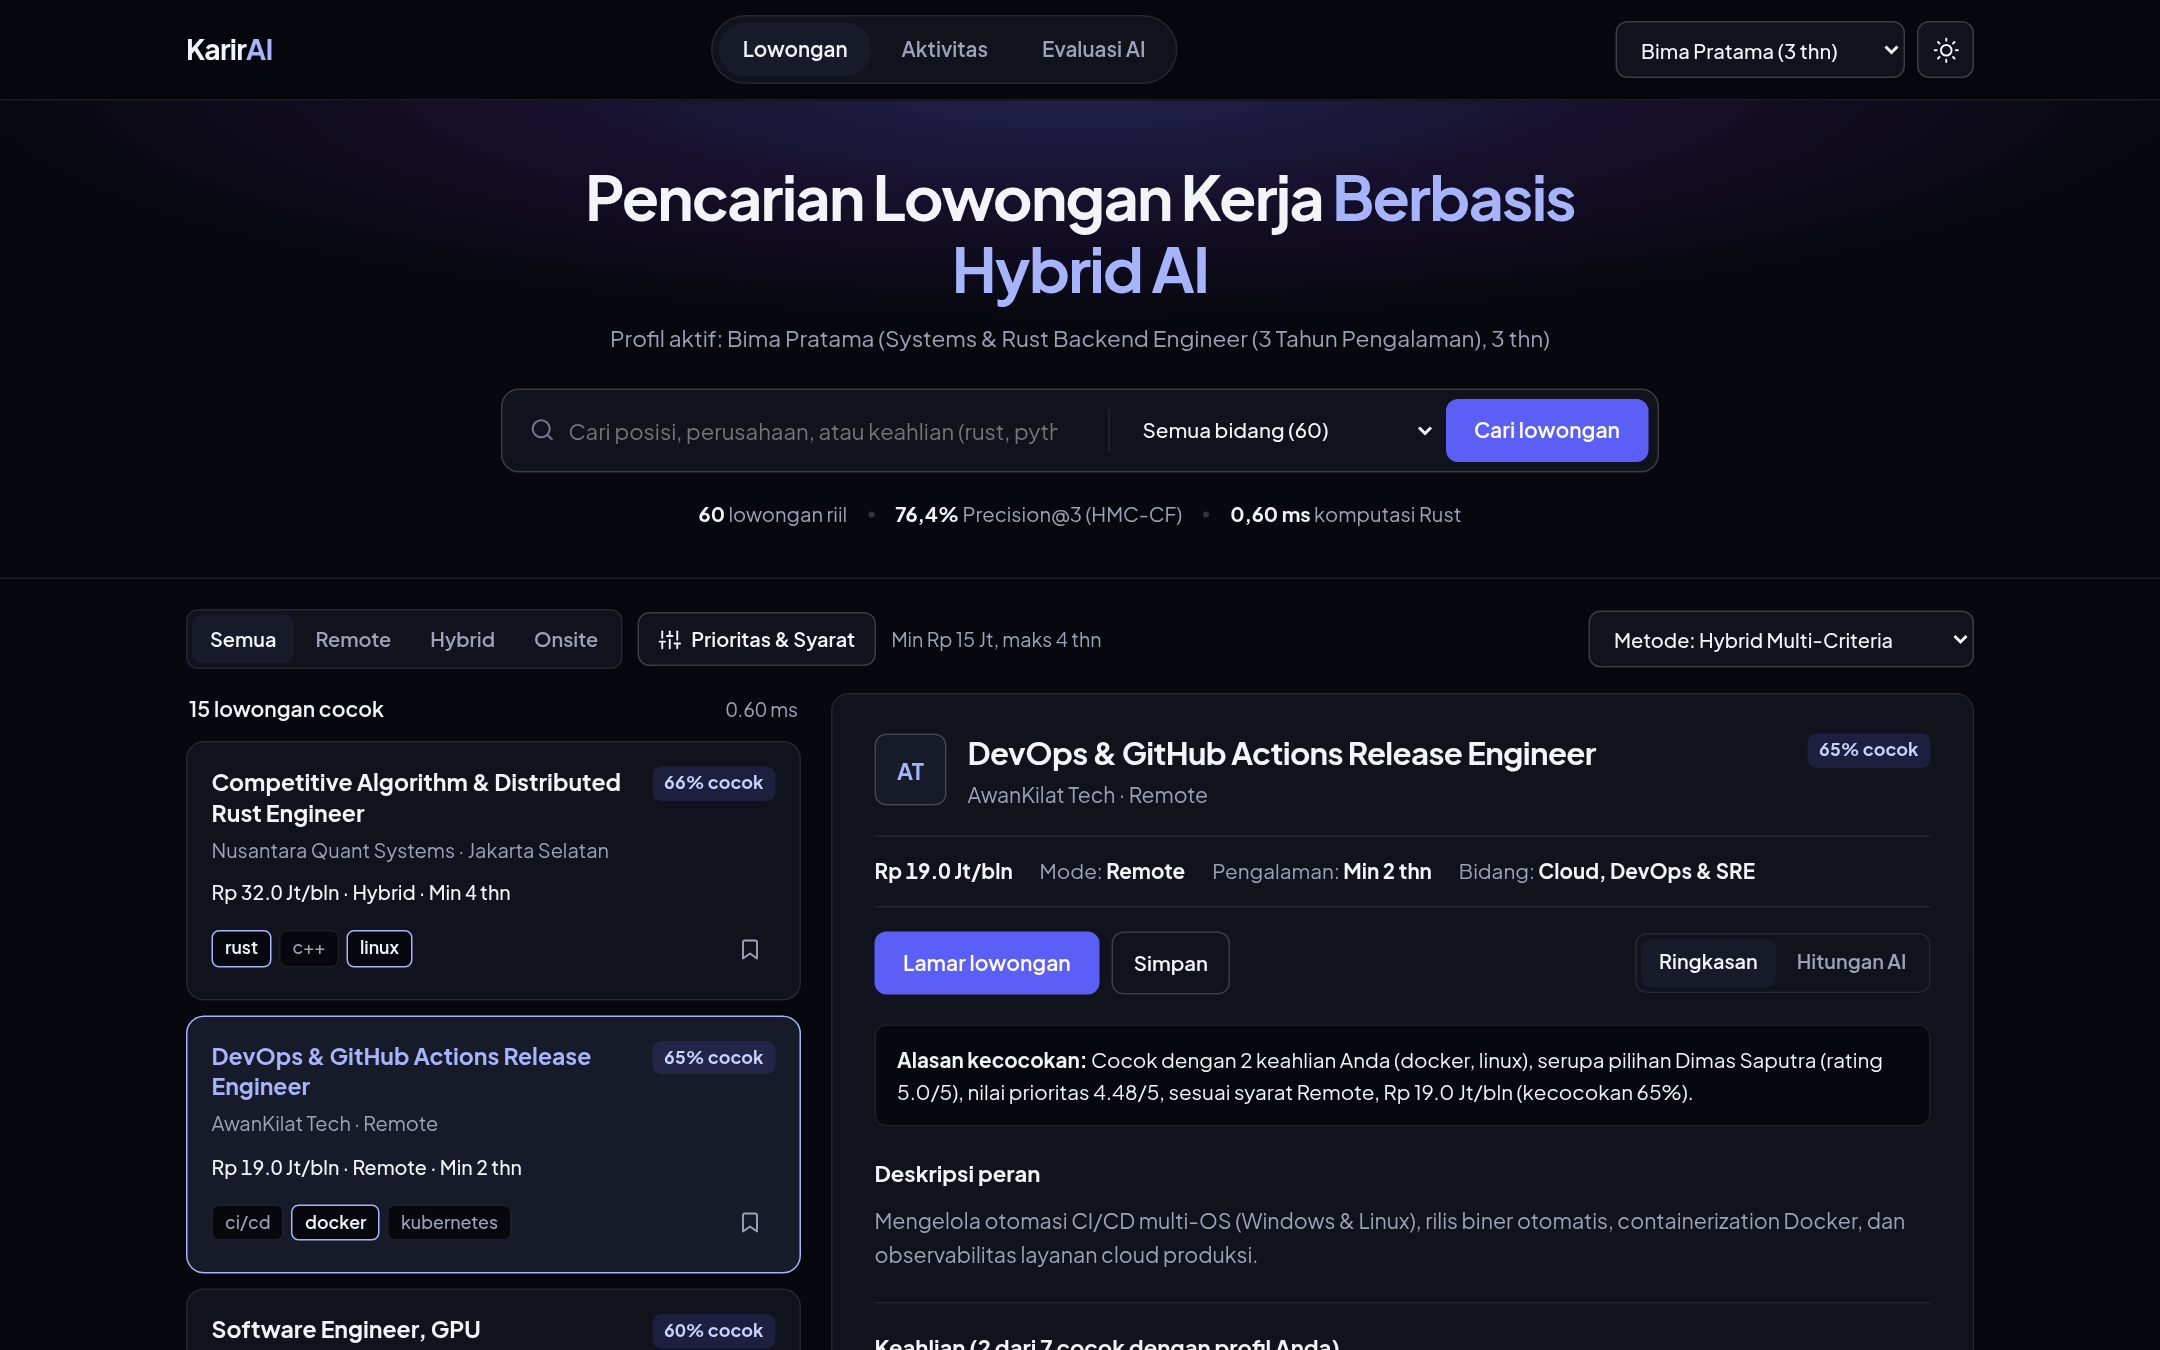 KarirAI
Lowongan
Aktivitas
Evaluasi AI
Bima Pratama (3 thn)
Pencarian Lowongan Kerja Berbasis
Hybrid AI
Profil aktif: Bima Pratama (Systems & Rust Backend Engineer (3 Tahun Pengalaman), 3 thn)
Cari posisi, perusahaan, atau keahlian (rust, pyth
Semua bidang (60)
Cari lowongan
60 lowongan riil • 76,4% Precision@3 (HMC-CF) • 0,60 ms komputasi Rust
Semua
Remote
Hybrid
Onsite
Prioritas & Syarat
Min Rp 15 Jt, maks 4 thn
Metode: Hybrid Multi-Criteria
15 lowongan cocok
0.60 ms
Competitive Algorithm & Distributed
Rust Engineer
66% cocok
Nusantara Quant Systems · Jakarta Selatan
Rp 32.0 Jt/bln · Hybrid · Min 4 thn
rust
c++
linux
DevOps & GitHub Actions Release
Engineer
65% cocok
AwanKilat Tech · Remote
Rp 19.0 Jt/bln · Remote · Min 2 thn
ci/cd
docker
kubernetes
Software Engineer, GPU
60% cocok
AT
DevOps & GitHub Actions Release Engineer
65% cocok
AwanKilat Tech · Remote
Rp 19.0 Jt/bln
Mode: Remote
Pengalaman: Min 2 thn
Bidang: Cloud, DevOps & SRE
Lamar lowongan
Simpan
Ringkasan
Hitungan AI
Alasan kecocokan: Cocok dengan 2 keahlian Anda (docker, linux), serupa pilihan Dimas Saputra (rating
5.0/5), nilai prioritas 4.48/5, sesuai syarat Remote, Rp 19.0 Jt/bln (kecocokan 65%).
Deskripsi peran
Mengelola otomasi CI/CD multi-OS (Windows & Linux), rilis biner otomatis, containerization Docker, dan
observabilitas layanan cloud produksi.
Keahlian (2 dari 7 cocok dengan profil Anda)